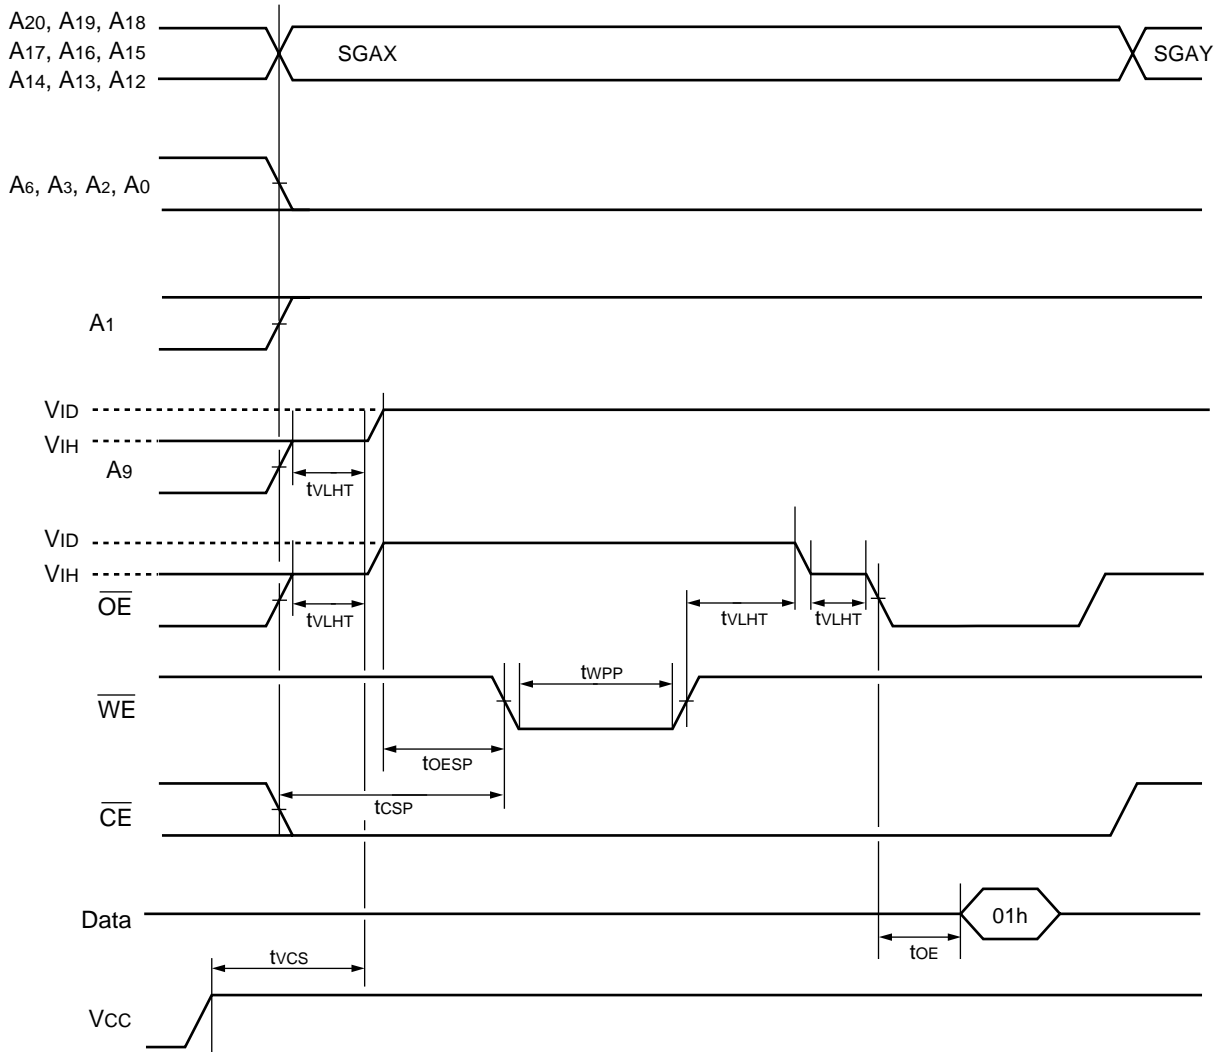 A20, A19, A18
A17, A16, A15
A14, A13, A12
SGAX
SGAY
A6, A3, A2, A0
A1
VID
VIH
A9
tVLHT
VID
VIH
OE
tVLHT
tVLHT
tVLHT
WE
tWPP
tOESP
CE
tCSP
Data
01h
tOE
tVCS
VCC